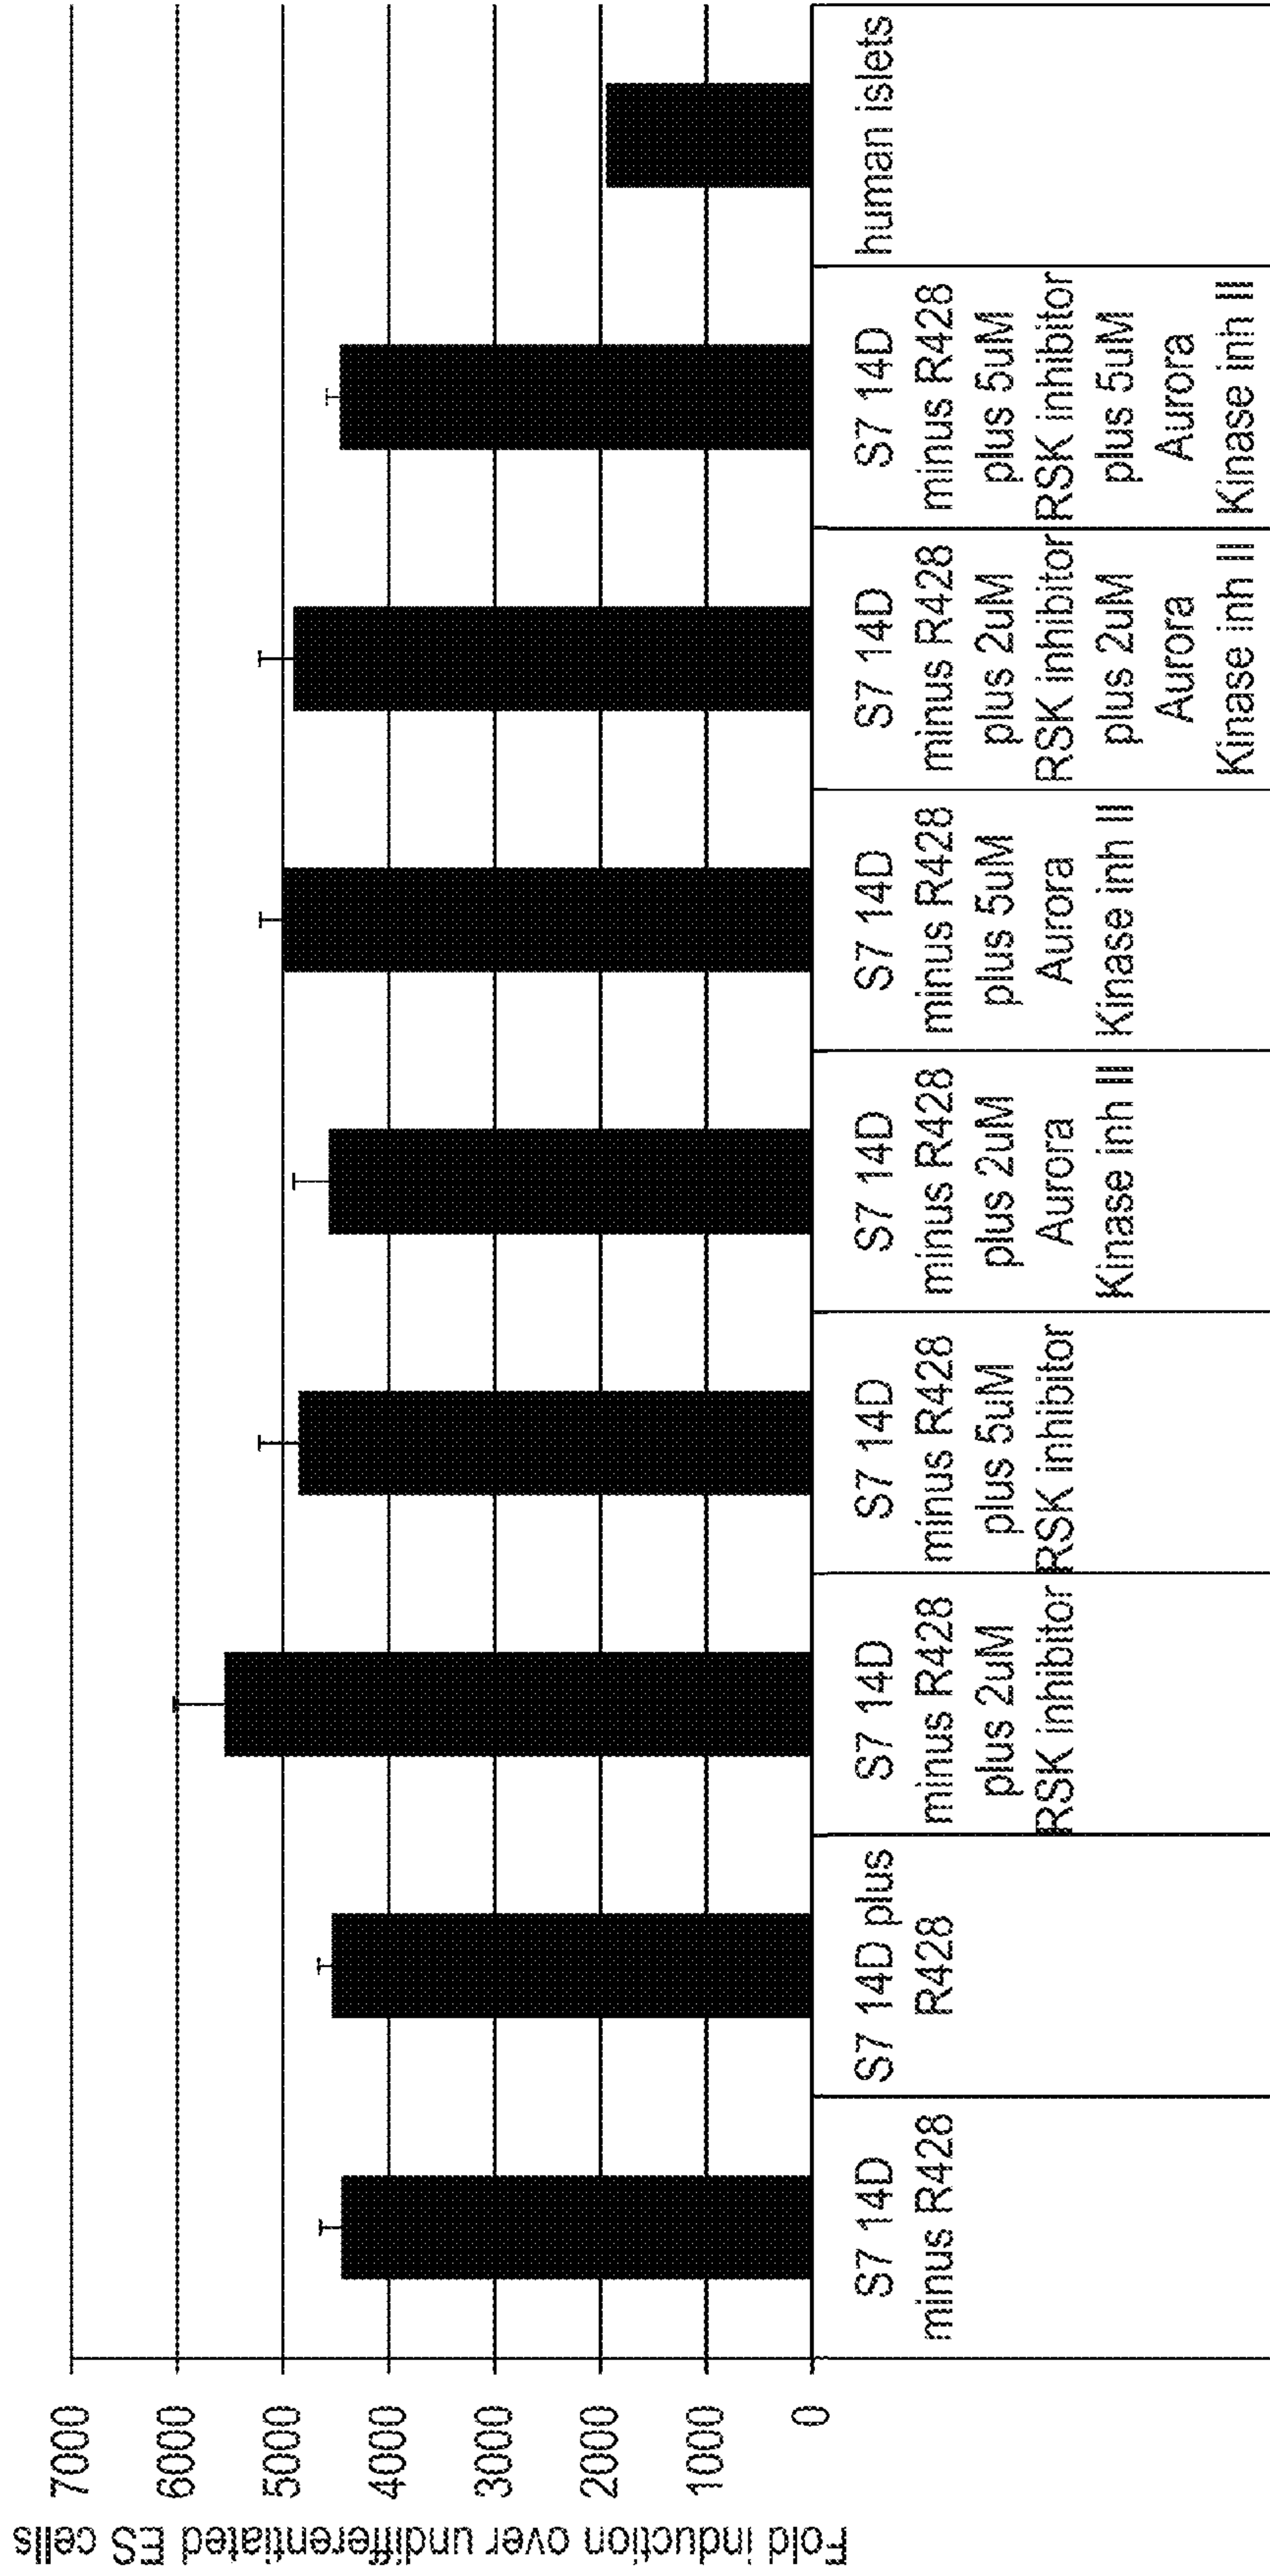 Fold induction over undifferentiated ES cells
7000
6000
5000
4000
3000
2000
1000
0
S7 14D
minus R428
S7 14D plus
R428
S7 14D
minus R428
plus 2uM
RSK inhibitor
S7 14D
minus R428
plus 5uM
RSK inhibitor
S7 14D
minus R428
plus 2uM
Aurora
Kinase inh II
S7 14D
minus R428
plus 5uM
Aurora
Kinase inh II
S7 14D
minus R428
plus 2uM
RSK inhibitor
plus 2uM
Aurora
Kinase inh II
S7 14D
minus R428
plus 5uM
RSK inhibitor
plus 5uM
Aurora
Kinase inh II
human islets